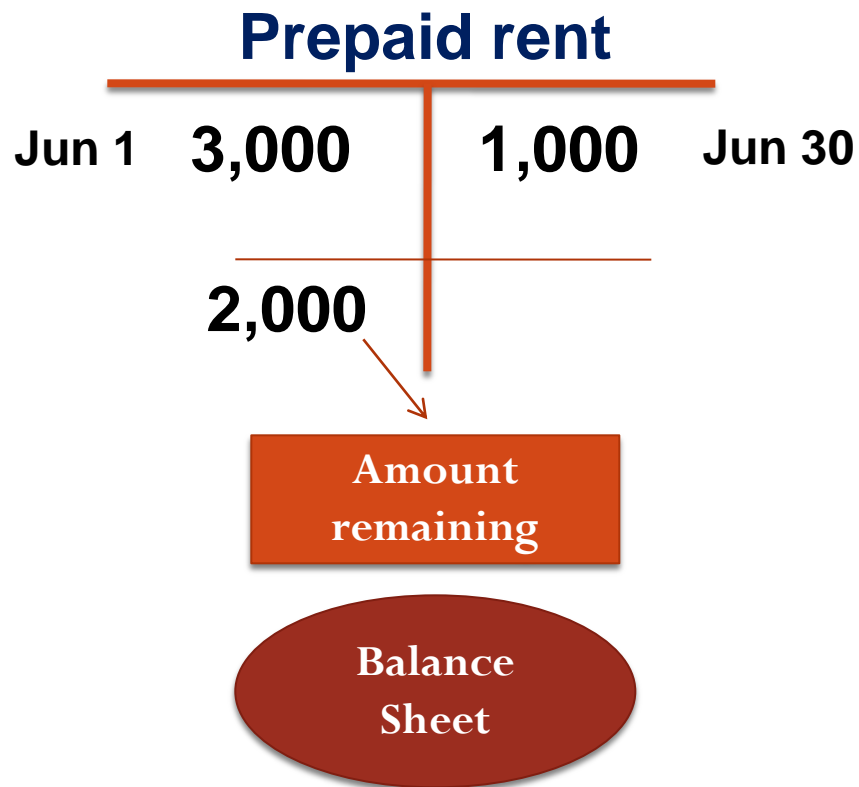 Prepaid rent
Jun 1 3,000 1,000 Jun 30
2,000
Amount
remaining
Balance
Sheet